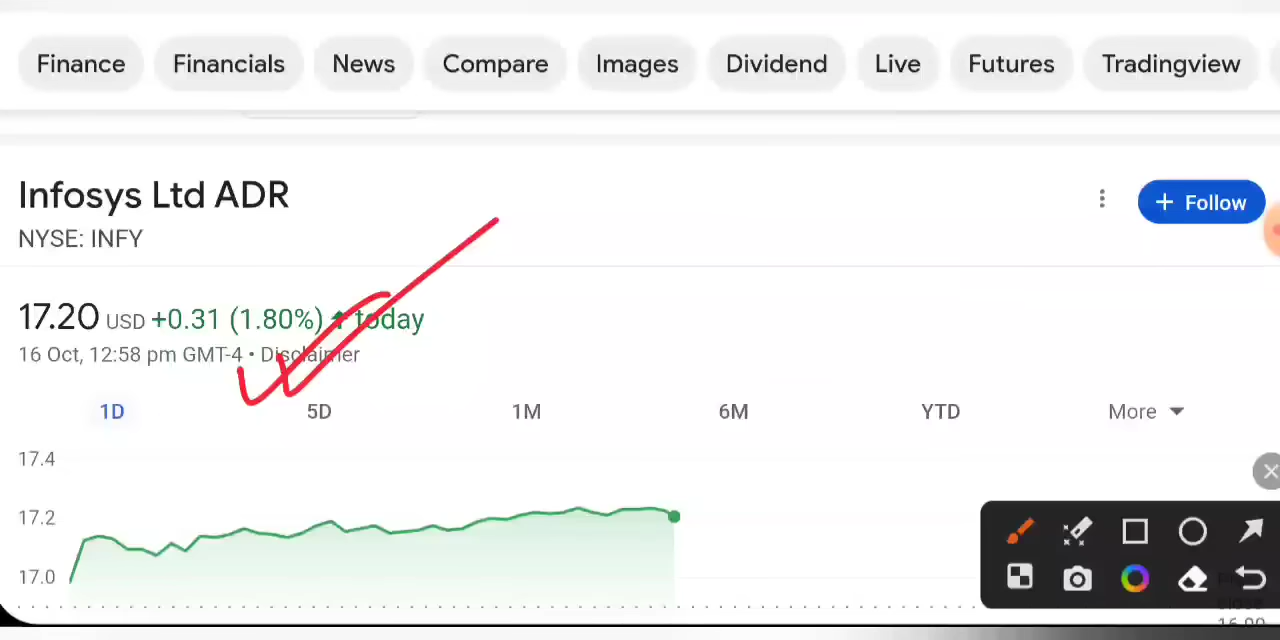 Finance Financials News Compare Images Dividend Live Futures Tradingview
Infosys Ltd ADR
+ Follow
NYSE: INFY
17.20 USD +0.31 (1.80%) ↑ today
16 Oct, 12:58 pm GMT-4 • Disclaimer
1D 5D 1M 6M YTD More
17.4
17.2
17.0